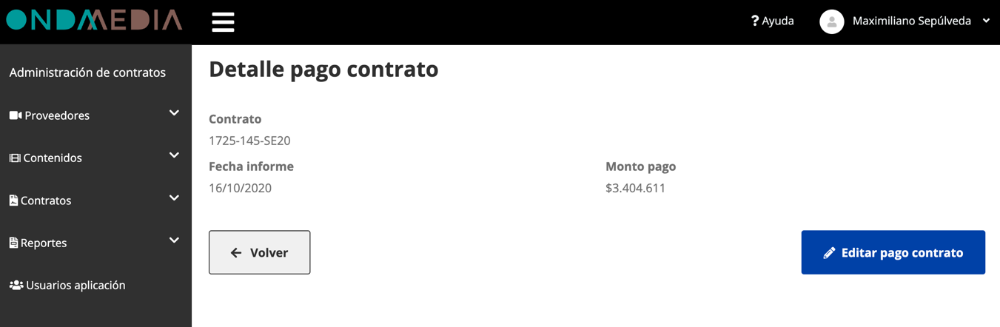 ONDAMEDIA
? Ayuda
Maximiliano Sepúlveda
Administración de contratos
Proveedores
Contenidos
Contratos
Reportes
Usuarios aplicación
Detalle pago contrato
Contrato
1725-145-SE20
Fecha informe
16/10/2020
Monto pago
$3.404.611
Volver
Editar pago contrato